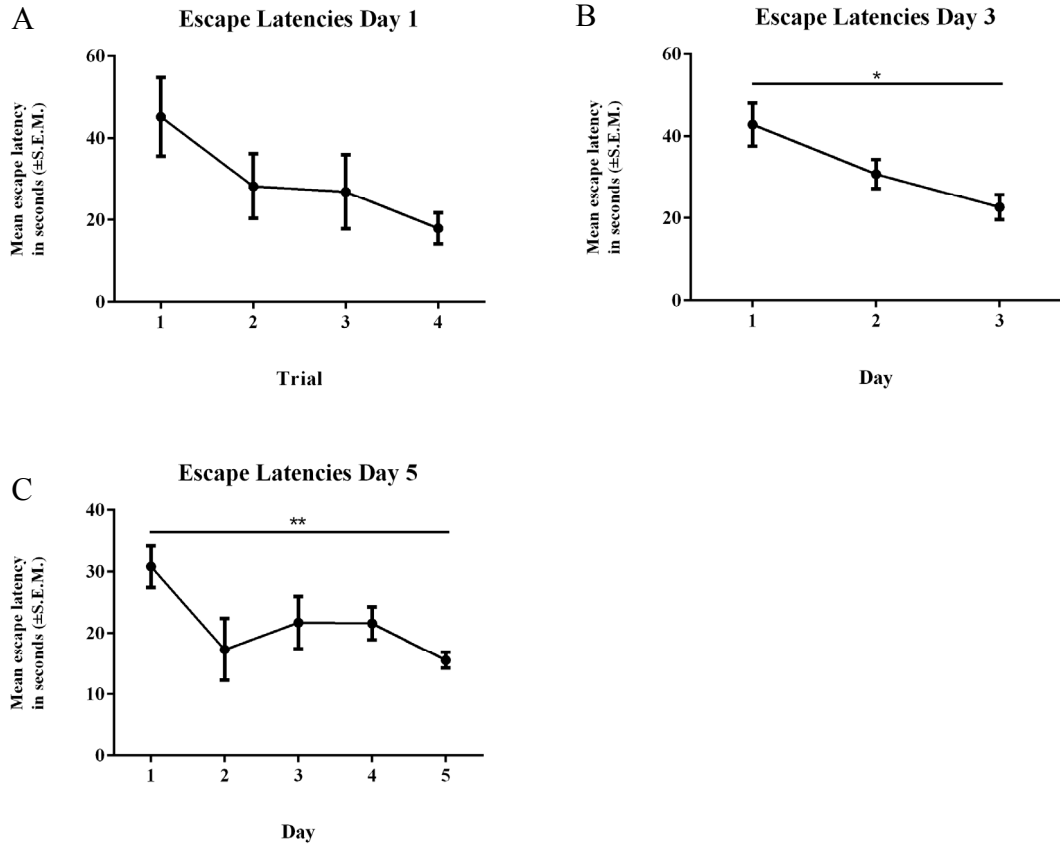 A
Escape Latencies Day 1
Mean escape latency
in seconds (±S.E.M.)
60
40
20
0
1 2 3 4
Trial
B
Escape Latencies Day 3
Mean escape latency
in seconds (±S.E.M.)
60
40
20
0
*
1 2 3
Day
C
Escape Latencies Day 5
Mean escape latency
in seconds (±S.E.M.)
40
30
20
10
0
**
1 2 3 4 5
Day